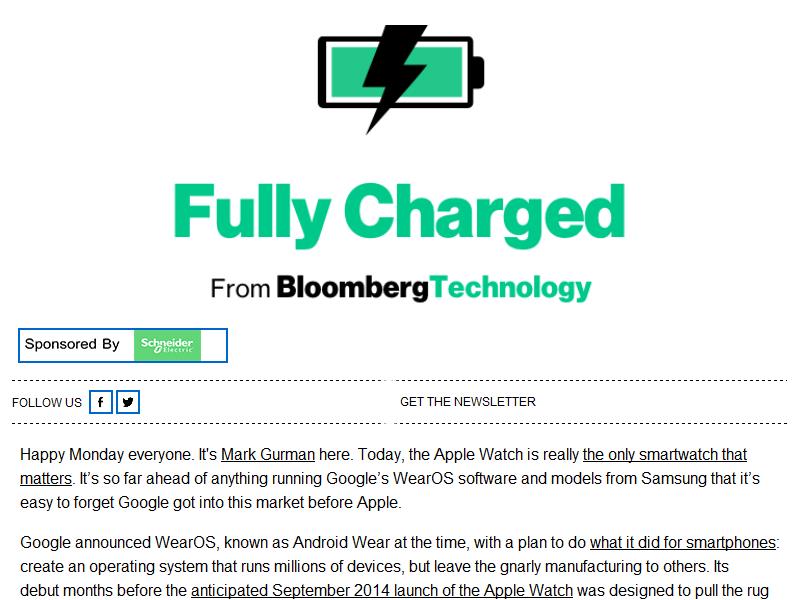 Fully Charged
From BloombergTechnology
Sponsored By Schneider Electric
FOLLOW US
GET THE NEWSLETTER
Happy Monday everyone. It's Mark Gurman here. Today, the Apple Watch is really the only smartwatch that
matters. It’s so far ahead of anything running Google’s WearOS software and models from Samsung that it’s
easy to forget Google got into this market before Apple.
Google announced WearOS, known as Android Wear at the time, with a plan to do what it did for smartphones:
create an operating system that runs millions of devices, but leave the gnarly manufacturing to others. Its
debut months before the anticipated September 2014 launch of the Apple Watch was designed to pull the rug